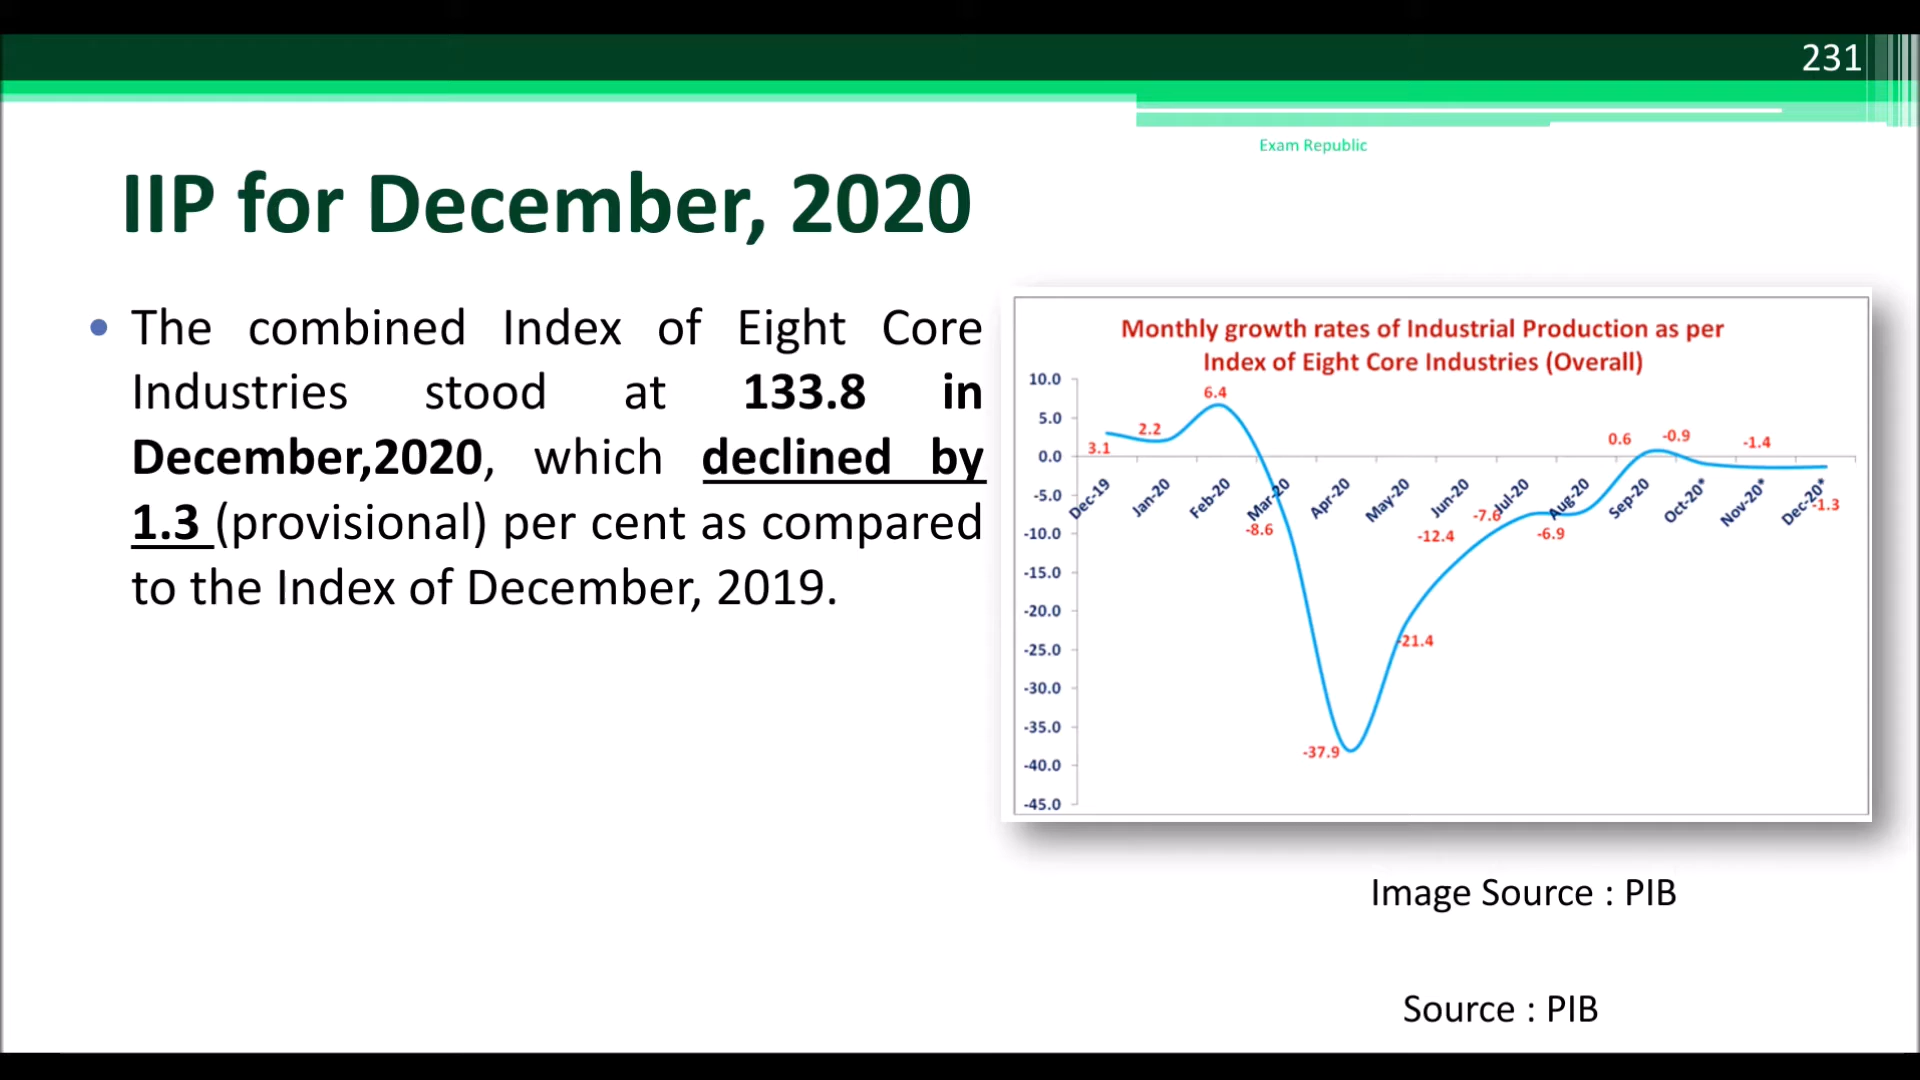 231
Exam Republic
IIP for December, 2020
• The combined Index of Eight Core
Industries stood at 133.8 in
December,2020, which declined by
1.3 (provisional) per cent as compared
to the Index of December, 2019.
Monthly growth rates of Industrial Production as per
Index of Eight Core Industries (Overall)
10.0
5.0
0.0
-5.0
-10.0
-15.0
-20.0
-25.0
-30.0
-35.0
-40.0
-45.0
3.1
2.2
6.4
-8.6
-37.9
-21.4
-12.4
-7.6
-6.9
0.6
-0.9
-1.4
-1.3
Dec-19
Jan-20
Feb-20
Mar-20
Apr-20
May-20
Jun-20
Jul-20
Aug-20
Sep-20
Oct-20*
Nov-20*
Dec-20*
Image Source : PIB
Source : PIB